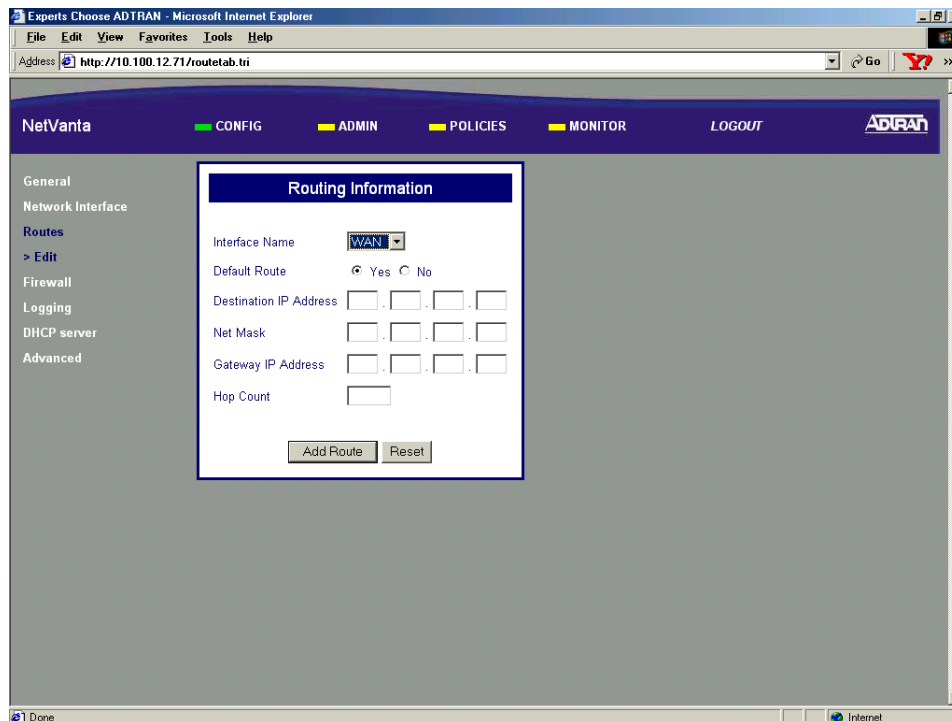 Experts Choose ADTRAN - Microsoft Internet Explorer
File Edit View Favorites Tools Help
Address http://10.100.12.71/routetab.tri Go Y! »
NetVanta CONFIG ADMIN POLICIES MONITOR LOGOUT ADTRAN
General
Network Interface
Routes
> Edit
Firewall
Logging
DHCP server
Advanced
Routing Information
Interface Name WAN
Default Route Yes No
Destination IP Address . . .
Net Mask . . .
Gateway IP Address . . .
Hop Count
Add Route Reset
Done Internet